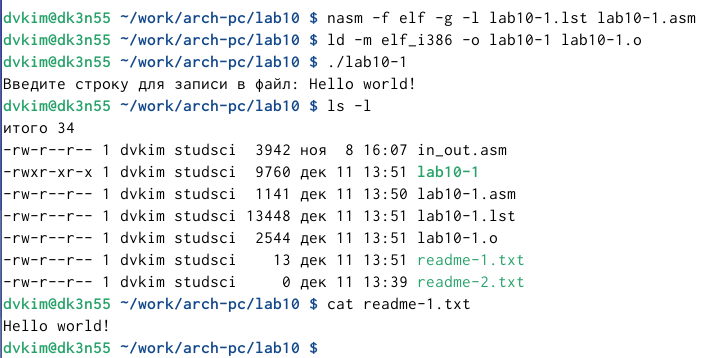 dvkim@dk3n55 ~/work/arch-pc/lab10 $ nasm -f elf -g -l lab10-1.lst lab10-1.asm
dvkim@dk3n55 ~/work/arch-pc/lab10 $ ld -m elf_i386 -o lab10-1 lab10-1.o
dvkim@dk3n55 ~/work/arch-pc/lab10 $ ./lab10-1
Введите строку для записи в файл: Hello world!
dvkim@dk3n55 ~/work/arch-pc/lab10 $ ls -l
итого 34
-rw-r--r-- 1 dvkim studsci  3942 ноя  8 16:07 in_out.asm
-rwxr-xr-x 1 dvkim studsci  9760 дек 11 13:51 lab10-1
-rw-r--r-- 1 dvkim studsci  1141 дек 11 13:50 lab10-1.asm
-rw-r--r-- 1 dvkim studsci 13448 дек 11 13:51 lab10-1.lst
-rw-r--r-- 1 dvkim studsci  2544 дек 11 13:51 lab10-1.o
-rw-r--r-- 1 dvkim studsci    13 дек 11 13:51 readme-1.txt
-rw-r--r-- 1 dvkim studsci     0 дек 11 13:39 readme-2.txt
dvkim@dk3n55 ~/work/arch-pc/lab10 $ cat readme-1.txt
Hello world!
dvkim@dk3n55 ~/work/arch-pc/lab10 $